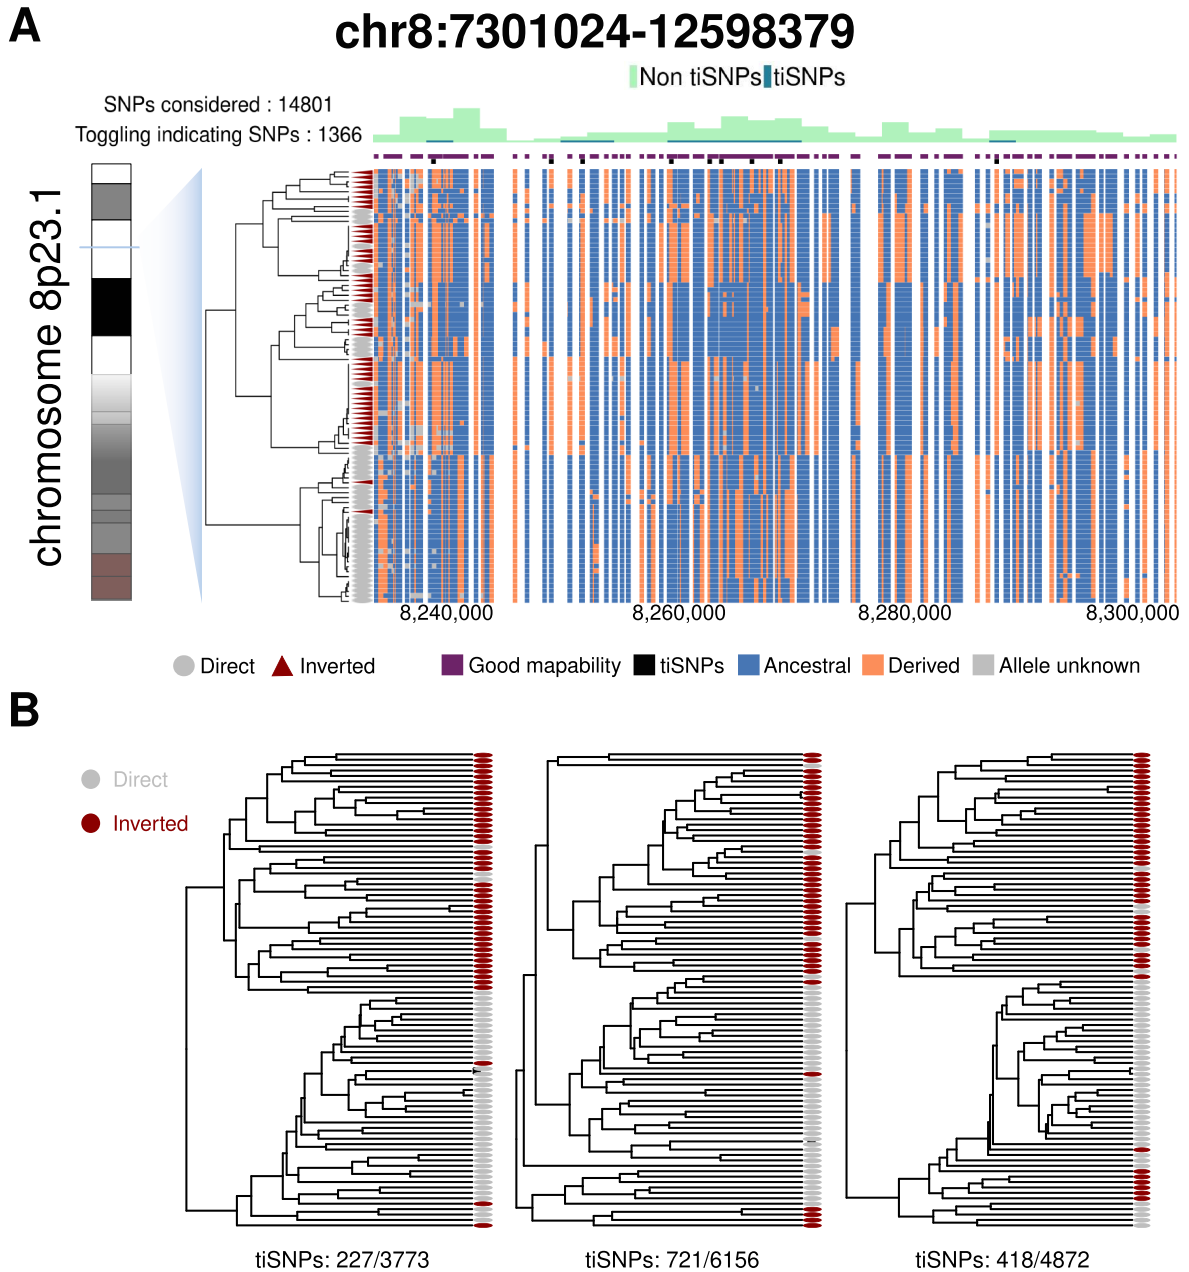 A
chr8:7301024-12598379
Non tiSNPs tiSNPs
SNPs considered : 14801
Toggling indicating SNPs : 1366
chromosome 8p23.1
8,240,000 8,260,000 8,280,000 8,300,000
Direct Inverted Good mapability tiSNPs Ancestral Derived Allele unknown
B
Direct
Inverted
tiSNPs: 227/3773 tiSNPs: 721/6156 tiSNPs: 418/4872